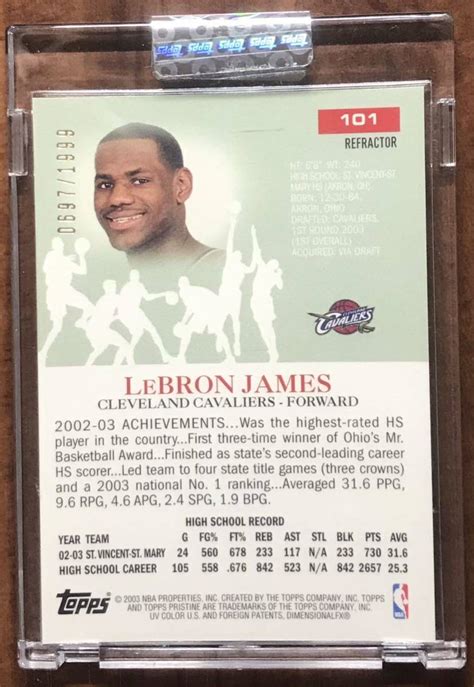 Topps Topps Topps
101
REFRACTOR
0697/1999
HT: 6'8" WT: 240
HIGH SCHOOL: ST. VINCENT-ST.
MARY HS (AKRON, OH)
BORN: 12-30-84,
AKRON, OHIO
DRAFTED: CAVALIERS,
1ST ROUND 2003
(1ST OVERALL)
ACQUIRED: VIA DRAFT
CLEVELAND
CAVALIERS
LEBRON JAMES
CLEVELAND CAVALIERS - FORWARD
2002-03 ACHIEVEMENTS...Was the highest-rated HS
player in the country...First three-time winner of Ohio's Mr.
Basketball Award...Finished as state's second-leading career
HS scorer...Led team to four state title games (three crowns)
and a 2003 national No. 1 ranking...Averaged 31.6 PPG,
9.6 RPG, 4.6 APG, 2.4 SPG, 1.9 BPG.
HIGH SCHOOL RECORD
YEAR TEAM G FG% FT% REB AST STL BLK PTS AVG
02-03 ST. VINCENT-ST. MARY 24 560 678 233 117 N/A 233 730 31.6
HIGH SCHOOL CAREER 105 558 .676 842 523 N/A 842 2657 25.3
topps
© 2003 NBA PROPERTIES, INC. CREATED BY THE TOPPS COMPANY, INC. TOPPS
AND TOPPS PRISTINE ARE TRADEMARKS OF THE TOPPS COMPANY, INC.
UV COLOR U.S. AND FOREIGN PATENTS, DIMENSIONALFX®
NBA